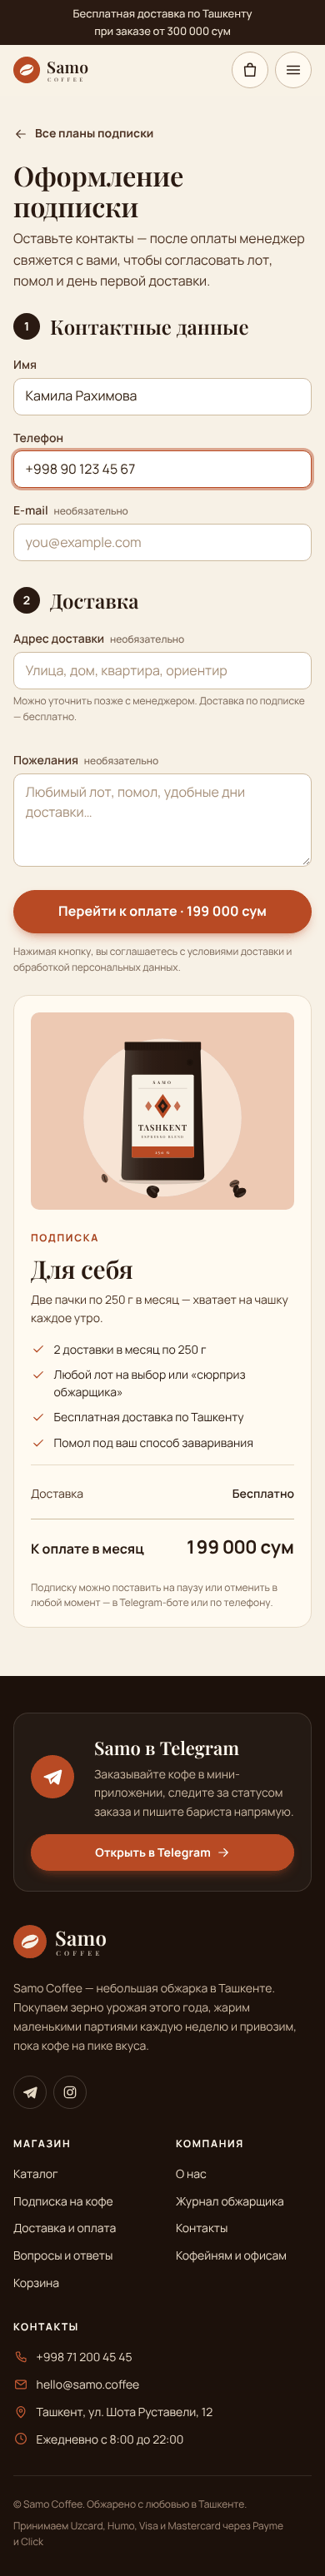 Бесплатная доставка по Ташкенту
при заказе от 300 000 сум
Samo
COFFEE
Все планы подписки
Оформление
подписки
Оставьте контакты — после оплаты менеджер
свяжется с вами, чтобы согласовать лот,
помол и день первой доставки.
1 Контактные данные
Имя
Камила Рахимова
Телефон
+998 90 123 45 67
E-mail необязательно
you@example.com
2 Доставка
Адрес доставки необязательно
Улица, дом, квартира, ориентир
Можно уточнить позже с менеджером. Доставка по подписке
— бесплатно.
Пожелания необязательно
Любимый лот, помол, удобные дни
доставки…
Перейти к оплате · 199 000 сум
Нажимая кнопку, вы соглашаетесь с условиями доставки и
обработкой персональных данных.
SAMO
TASHKENT
ESPRESSO BLEND
ПОДПИСКА
Для себя
Две пачки по 250 г в месяц — хватает на чашку
каждое утро.
2 доставки в месяц по 250 г
Любой лот на выбор или «сюрприз
обжарщика»
Бесплатная доставка по Ташкенту
Помол под ваш способ заваривания
Доставка Бесплатно
К оплате в месяц 199 000 сум
Подписку можно поставить на паузу или отменить в
любой момент — в Telegram-боте или по телефону.
Samo в Telegram
Заказывайте кофе в мини-
приложении, следите за статусом
заказа и пишите бариста напрямую.
Открыть в Telegram
Samo
COFFEE
Samo Coffee — небольшая обжарка в Ташкенте.
Покупаем зерно урожая этого года, жарим
маленькими партиями каждую неделю и привозим,
пока кофе на пике вкуса.
МАГАЗИН
Каталог
Подписка на кофе
Доставка и оплата
Вопросы и ответы
Корзина
КОМПАНИЯ
О нас
Журнал обжарщика
Контакты
Кофейням и офисам
КОНТАКТЫ
+998 71 200 45 45
hello@samo.coffee
Ташкент, ул. Шота Руставели, 12
Ежедневно с 8:00 до 22:00
© Samo Coffee. Обжарено с любовью в Ташкенте.
Принимаем Uzcard, Humo, Visa и Mastercard через Payme
и Click